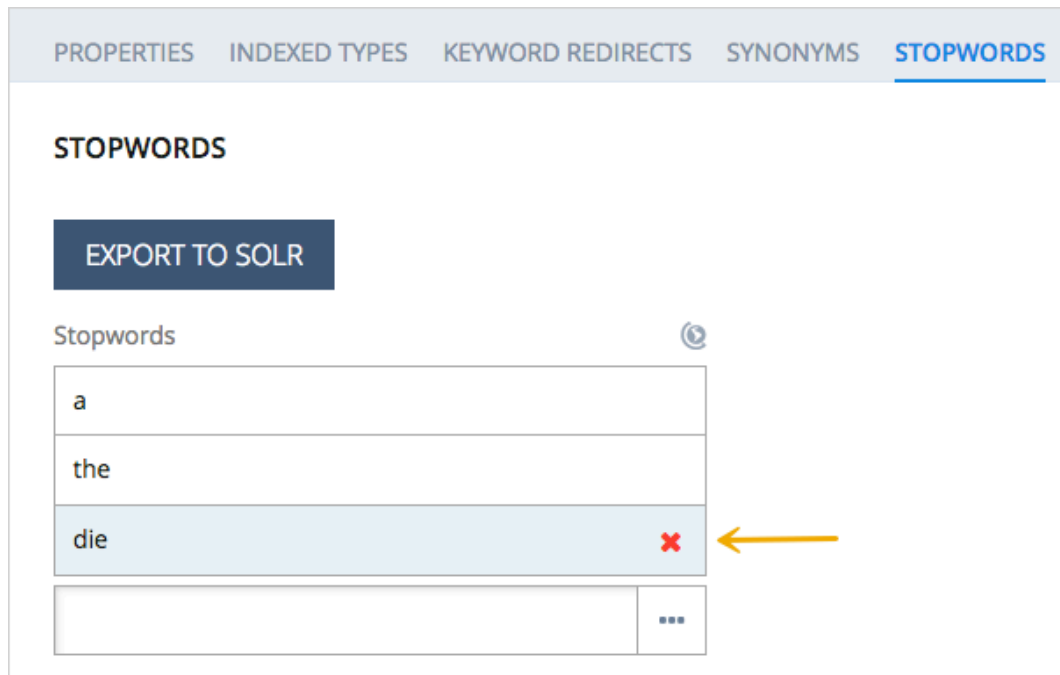 PROPERTIES INDEXED TYPES KEYWORD REDIRECTS SYNONYMS STOPWORDS
STOPWORDS
EXPORT TO SOLR
Stopwords
a
the
die